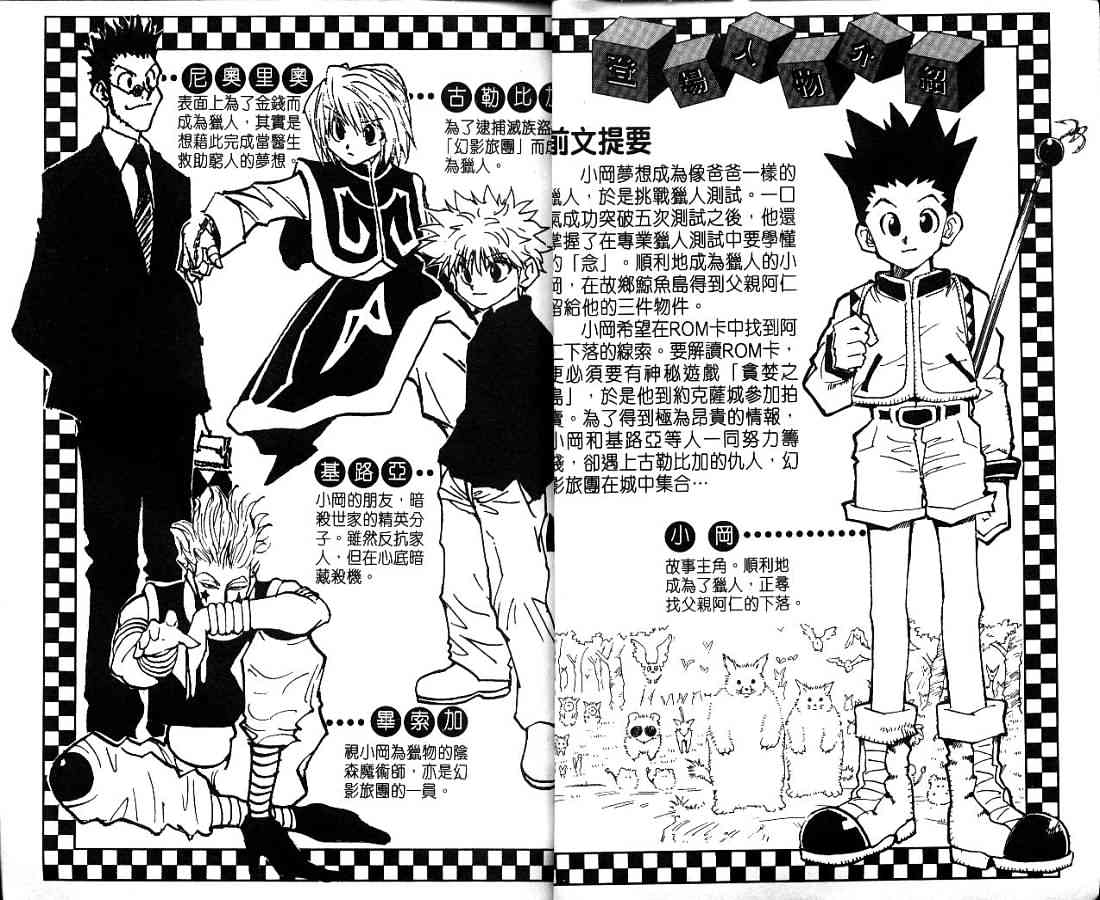 登場人物介紹
前文提要
小岡夢想成為像爸爸一樣的
獵人，於是挑戰獵人測試。一口
氣成功突破五次測試之後，他還
掌握了在專業獵人測試中要學懂
的「念」。順利地成為獵人的小
岡，在故鄉鯨魚島得到父親阿仁
留給他的三件物件。
小岡希望在ROM卡中找到阿
仁下落的線索。要解讀ROM卡，
更必須要有神秘遊戲「貪婪之
島」，於是他到約克薩城參加拍
賣。為了得到極為昂貴的情報，
小岡和基路亞等人一同努力籌
錢，卻遇上古勒比加的仇人，幻
影旅團在城中集合…
小岡
故事主角。順利地
成為了獵人，正尋
找父親阿仁的下落。
古勒比加
為了逮捕滅族盜
「幻影旅團」而成
為獵人。
尼奧里奧
表面上為了金錢而
成為獵人，其實是
想藉此完成當醫生
救助窮人的夢想。
基路亞
小岡的朋友，暗
殺世家的精英分
子。雖然反抗家
人，但在心底暗
藏殺機。
畢索加
視小岡為獵物的陰
森魔術師，亦是幻
影旅團的一員。